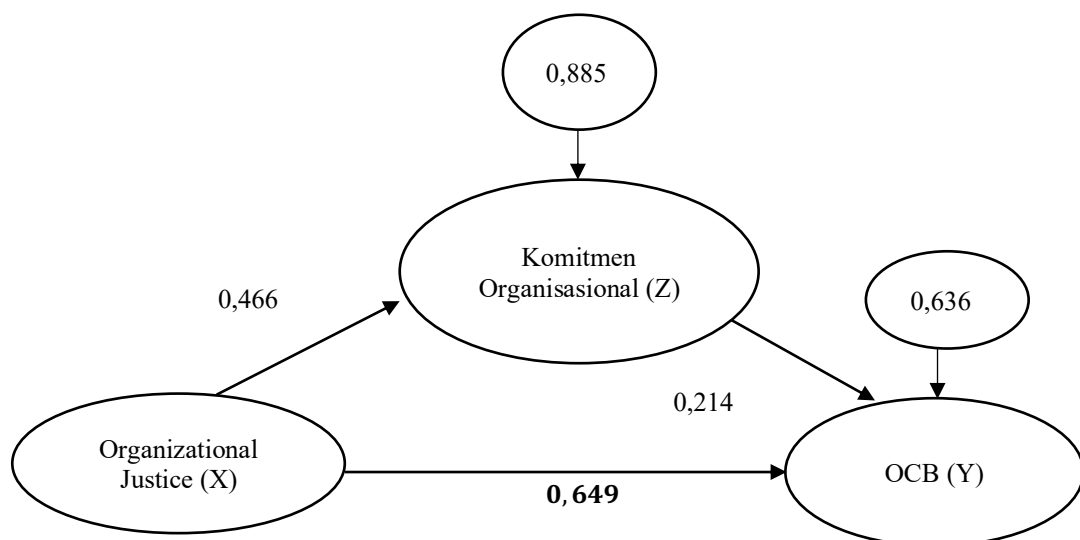 0,885
Komitmen
Organisasional (Z)
0,466
0,636
0,214
Organizational
Justice (X)
0,649
OCB (Y)